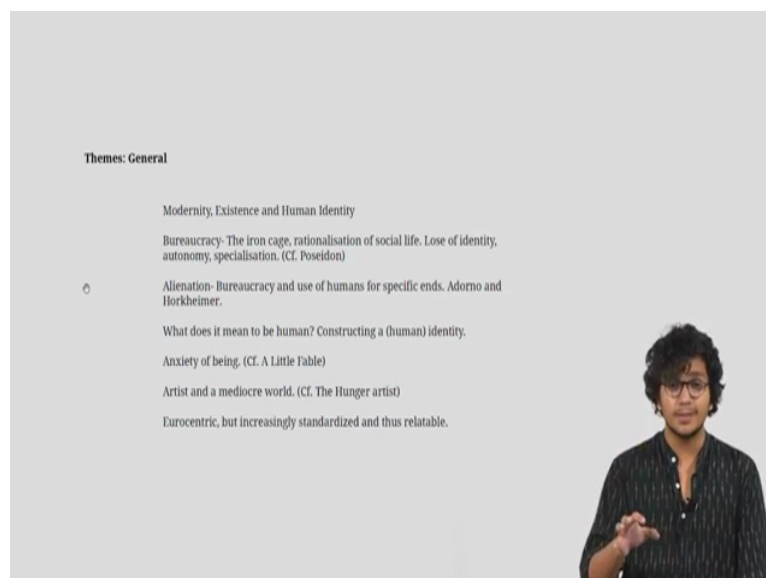 Themes: General
Modernity, Existence and Human Identity
Bureaucracy- The iron cage, rationalisation of social life. Lose of identity,
autonomy, specialisation. (Cf. Poseidon)
Alienation- Bureaucracy and use of humans for specific ends. Adorno and
Horkheimer.
What does it mean to be human? Constructing a (human) identity.
Anxiety of being. (Cf. A Little Fable)
Artist and a mediocre world. (Cf. The Hunger artist)
Eurocentric, but increasingly standardized and thus relatable.